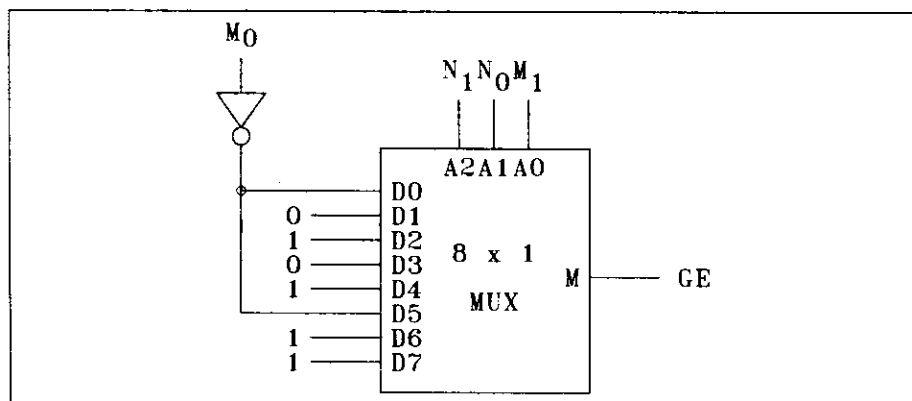 M0
N1 N0 M1
A2 A1 A0
D0
0 D1
1 D2
0 D3
1 D4
D5
1 D6
1 D7
8 x 1
MUX
M GE